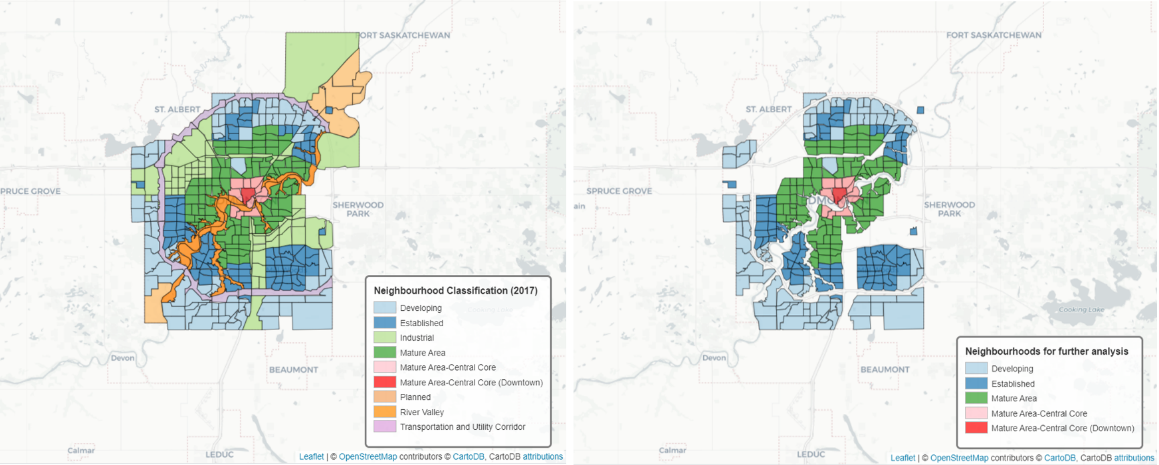 FORT SASKATCHEWAN
ST. ALBERT
SPRUCE GROVE
SHERWOOD
PARK
Neighbourhood Classification (2017)
Developing
Established
Industrial
Mature Area
Mature Area-Central Core
Mature Area-Central Core (Downtown)
Planned
River Valley
Transportation and Utility Corridor
Devon
BEAUMONT
Calmar
LEDUC
Leaflet | © OpenStreetMap contributors © CartoDB, CartoDB attributions
FORT SASKATCHEWAN
ST. ALBERT
SPRUCE GROVE
ain
SHERWOOD
PARK
Cooking Lake
Neighbourhoods for further analysis
Developing
Established
Mature Area
Mature Area-Central Core
Mature Area-Central Core (Downtown)
Devon
BEAUMONT
Calmar
LEDUC
Leaflet | © OpenStreetMap contributors © CartoDB, CartoDB attributions